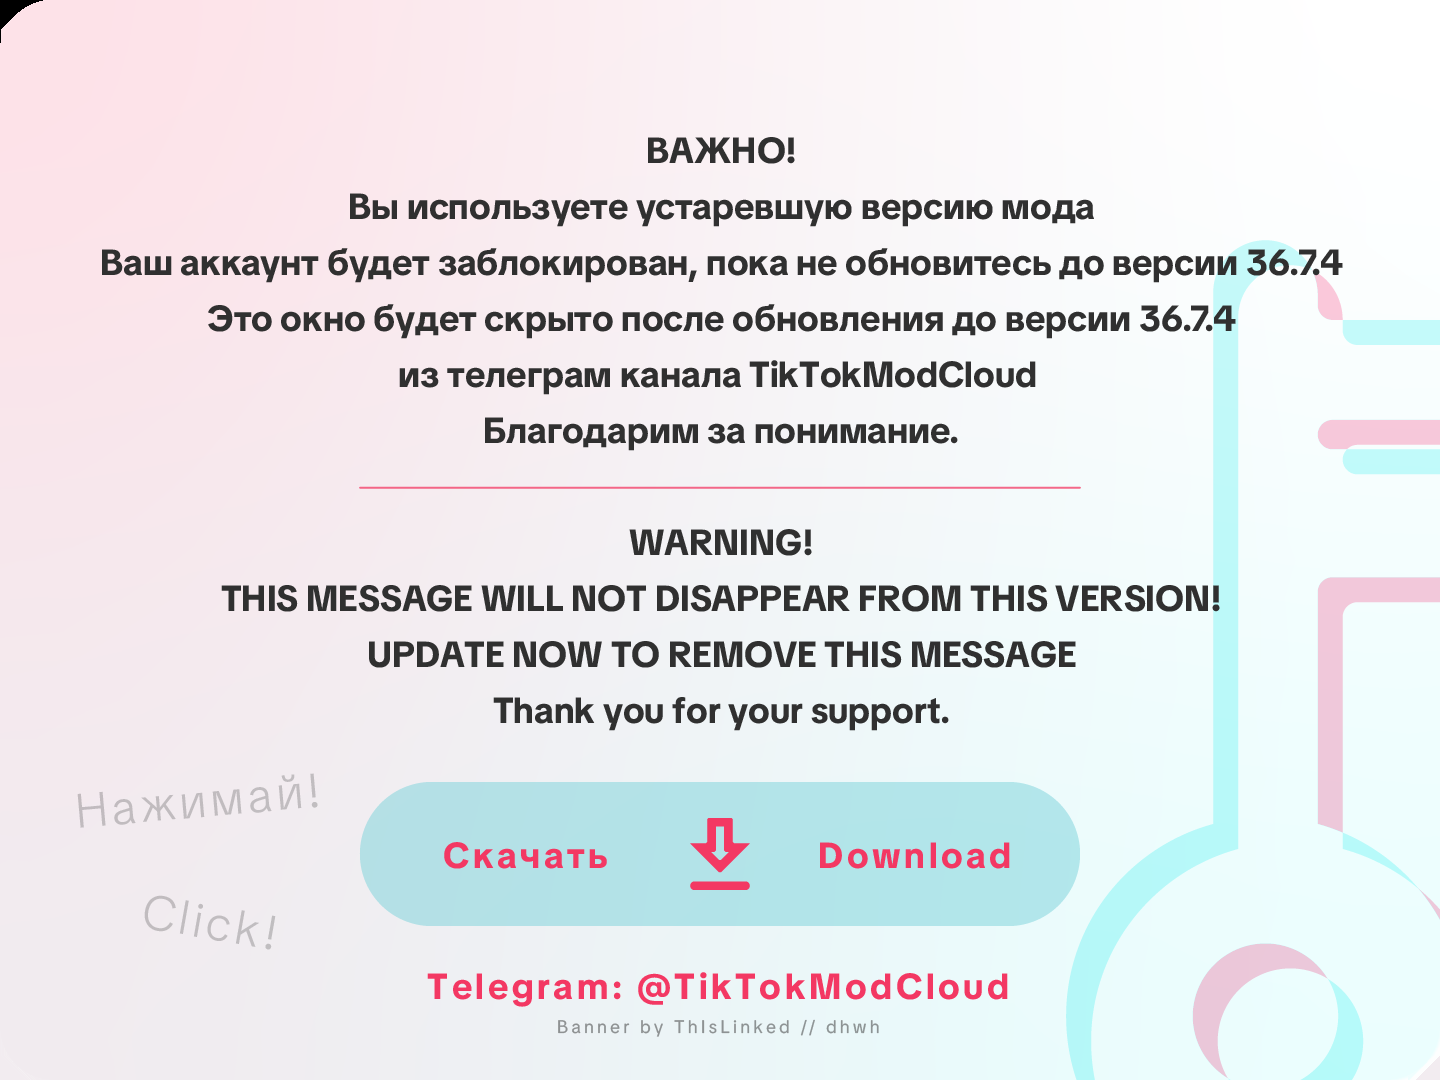 ВАЖНО!
Вы используете устаревшую версию мода
Ваш аккаунт будет заблокирован, пока не обновитесь до версии 36.7.4
Это окно будет скрыто после обновления до версии 36.7.4
из телеграм канала TikTokModCloud
Благодарим за понимание.
WARNING!
THIS MESSAGE WILL NOT DISAPPEAR FROM THIS VERSION!
UPDATE NOW TO REMOVE THIS MESSAGE
Thank you for your support.
Нажимай!
Скачать Download
Click!
Telegram: @TikTokModCloud
Banner by ThIsLinked // dhwh